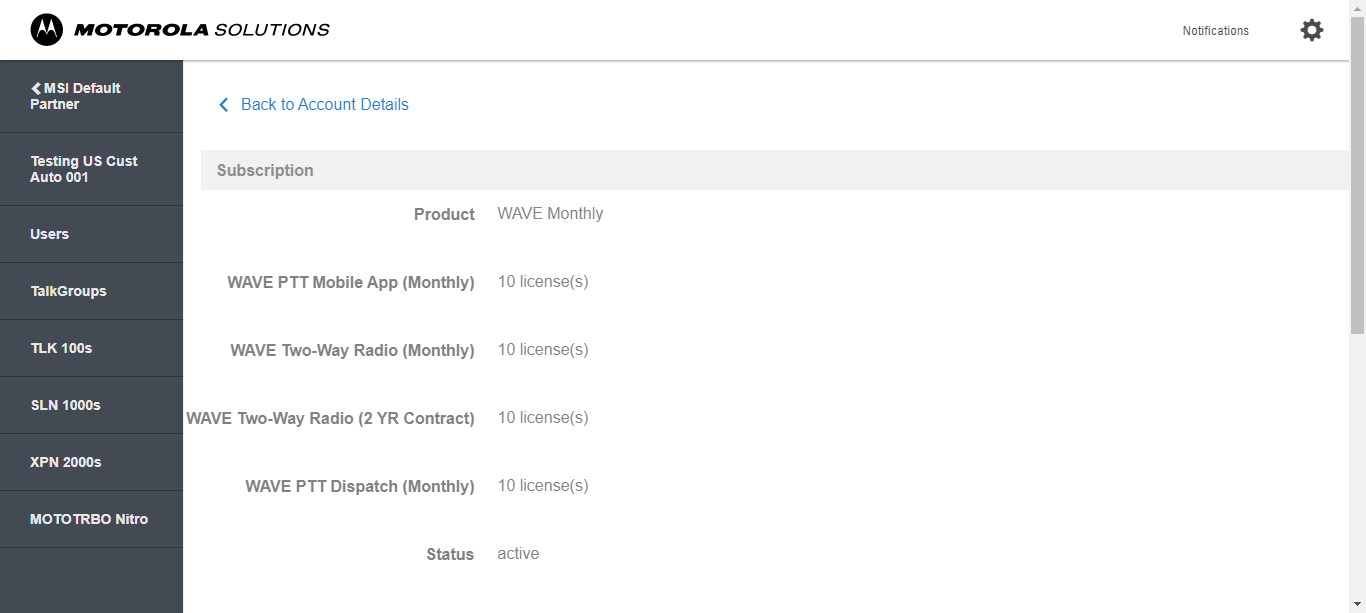 MOTOROLA SOLUTIONS
Notifications
MSI Default
Partner
Testing US Cust
Auto 001
Users
TalkGroups
TLK 100s
SLN 1000s
XPN 2000s
MOTOTRBO Nitro
Back to Account Details
Subscription
Product WAVE Monthly
WAVE PTT Mobile App (Monthly) 10 license(s)
WAVE Two-Way Radio (Monthly) 10 license(s)
WAVE Two-Way Radio (2 YR Contract) 10 license(s)
WAVE PTT Dispatch (Monthly) 10 license(s)
Status active